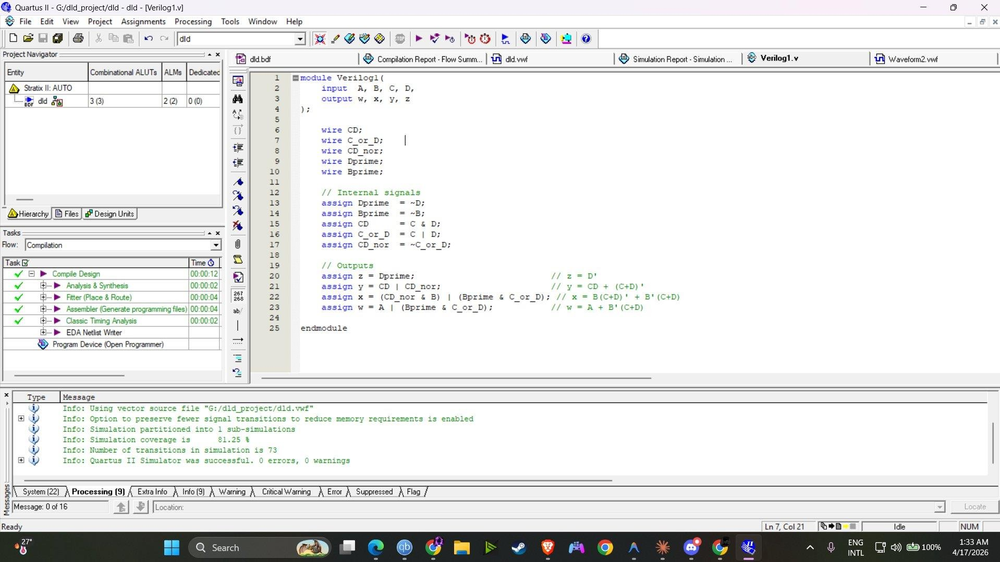 Quartus II - G:/dld_project/dld - dld - [Verilog1.v]
File Edit View Project Assignments Processing Tools Window Help
dld
STOP
Project Navigator
Entity Combinational ALUTs ALMs Dedicated
Stratix II: AUTO
BDF dld 3 (3) 2 (2) 0 (0)
Hierarchy Files Design Units
Tasks
Flow: Compilation
Task Time
Compile Design 00:00:12
Analysis & Synthesis 00:00:02
Fitter (Place & Route) 00:00:04
Assembler (Generate programming files) 00:00:04
Classic Timing Analysis 00:00:02
EDA Netlist Writer
Program Device (Open Programmer)
dld.bdf Compilation Report - Flow Summ... dld.vwf Simulation Report - Simulation ... abc Verilog1.v Waveform2.vwf
267
268
ab/
1 module Verilog1(
2 input A, B, C, D,
3 output w, x, y, z
4 );
5
6 wire CD;
7 wire C_or_D;
8 wire CD_nor;
9 wire Dprime;
10 wire Bprime;
11
12 // Internal signals
13 assign Dprime = ~D;
14 assign Bprime = ~B;
15 assign CD = C & D;
16 assign C_or_D = C | D;
17 assign CD_nor = ~C_or_D;
18
19 // Outputs
20 assign z = Dprime; // z = D'
21 assign y = CD | CD_nor; // y = CD + (C+D)'
22 assign x = (CD_nor & B) | (Bprime & C_or_D); // x = B(C+D)' + B'(C+D)
23 assign w = A | (Bprime & C_or_D); // w = A + B'(C+D)
24
25 endmodule
Type Message
Info: Using vector source file "G:/dld_project/dld.vwf"
Info: Option to preserve fewer signal transitions to reduce memory requirements is enabled
Info: Simulation partitioned into 1 sub-simulations
Info: Simulation coverage is 81.25 %
Info: Number of transitions in simulation is 73
Info: Quartus II Simulator was successful. 0 errors, 0 warnings
System (22) Processing (9) Extra Info Info (9) Warning Critical Warning Error Suppressed Flag
Messages
Message: 0 of 16 Location: Locate
Ready Ln 7, Col 21 Idle NUM
27°
Search
qb
ENG
INTL
100%
1:33 AM
4/17/2026